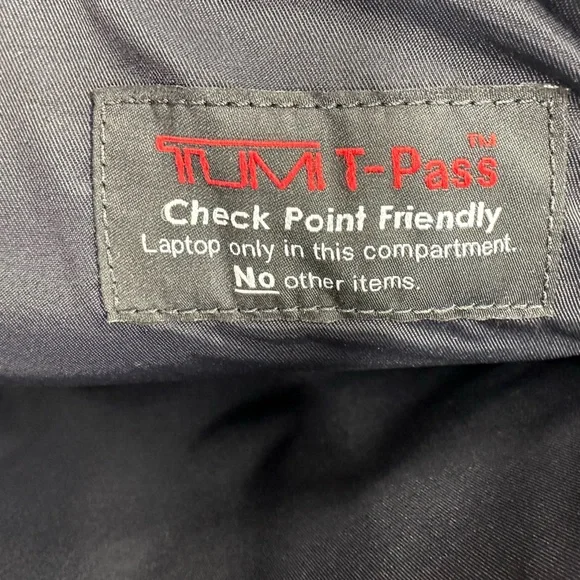 TUMI T-Pass™
Check Point Friendly
Laptop only in this compartment.
No other items.